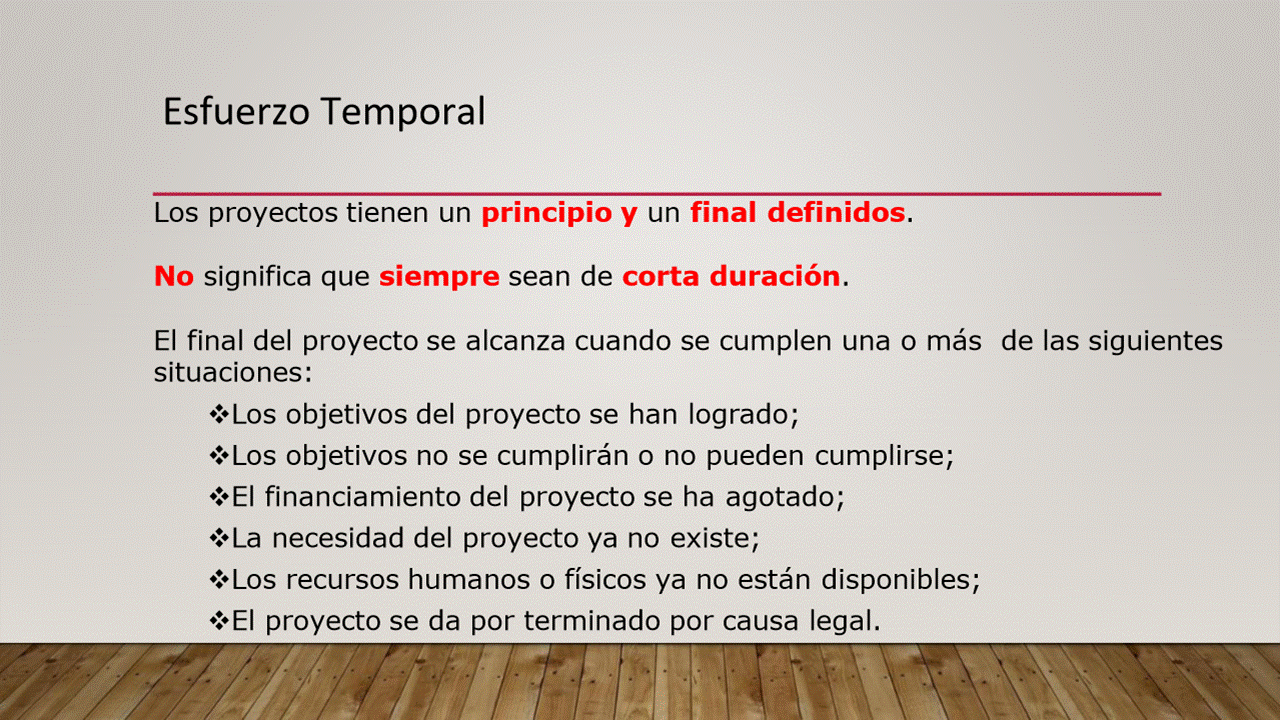 Esfuerzo Temporal
Los proyectos tienen un principio y un final definidos.
No significa que siempre sean de corta duración.
El final del proyecto se alcanza cuando se cumplen una o más  de las siguientes
situaciones:
❖Los objetivos del proyecto se han logrado;
❖Los objetivos no se cumplirán o no pueden cumplirse;
❖El financiamiento del proyecto se ha agotado;
❖La necesidad del proyecto ya no existe;
❖Los recursos humanos o físicos ya no están disponibles;
❖El proyecto se da por terminado por causa legal.